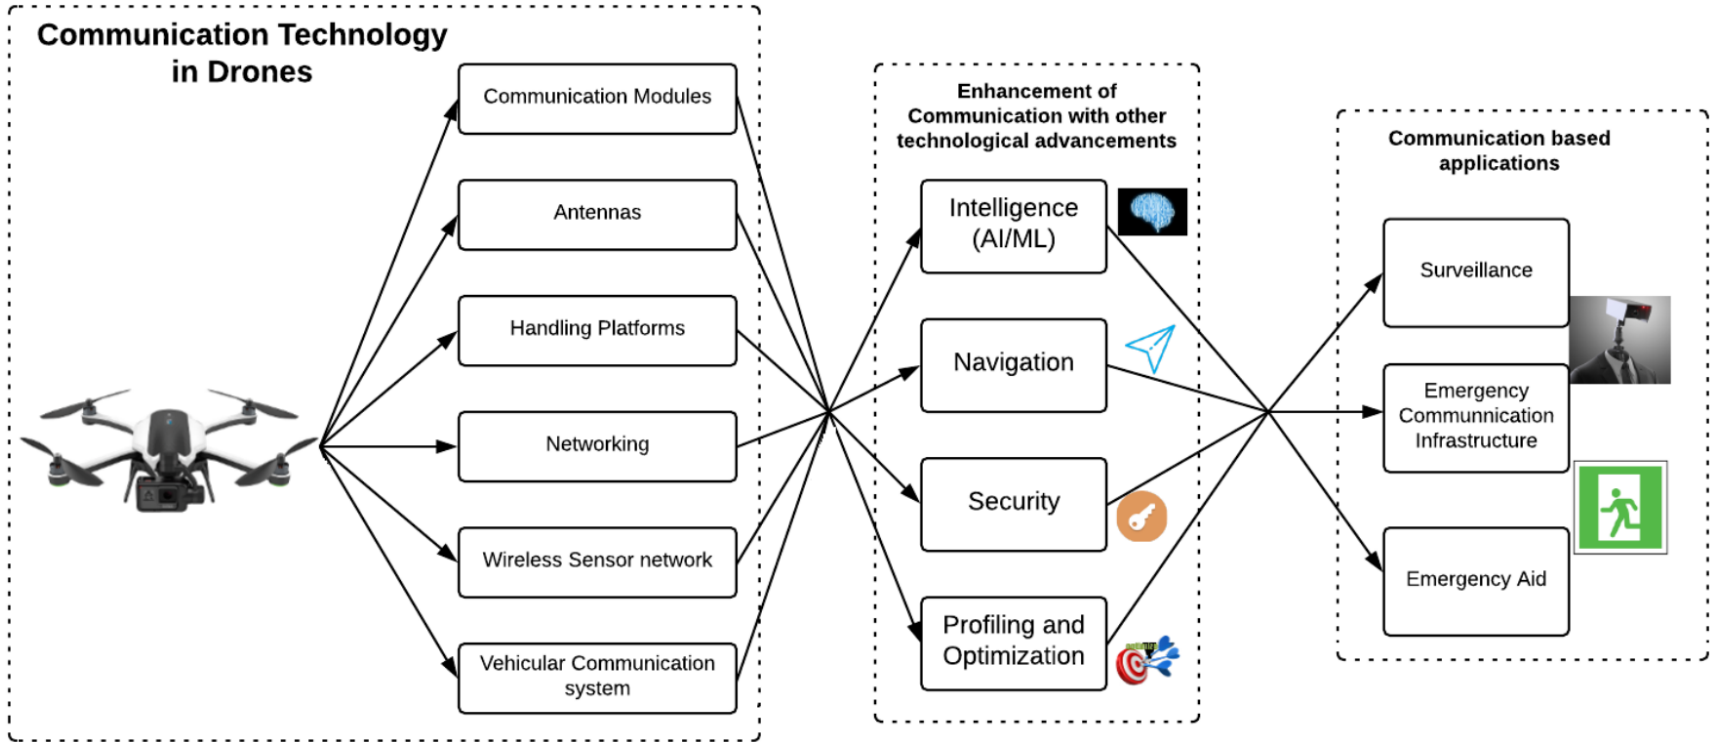 Communication Technology
in Drones
Communication Modules
Antennas
Handling Platforms
Networking
Wireless Sensor network
Vehicular Communication
system
Enhancement of
Communication with other
technological advancements
Intelligence
(AI/ML)
Navigation
Security
Profiling and
Optimization
Communication based
applications
Surveillance
Emergency
Communnication
Infrastructure
Emergency Aid